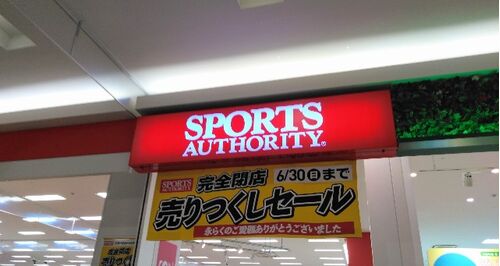 SPORTS
AUTHORITY®
SPORTS
AUTHORITY
完全閉店 6/30(日)まで
売りつくしセール
永らくのご愛顧ありがとうございました